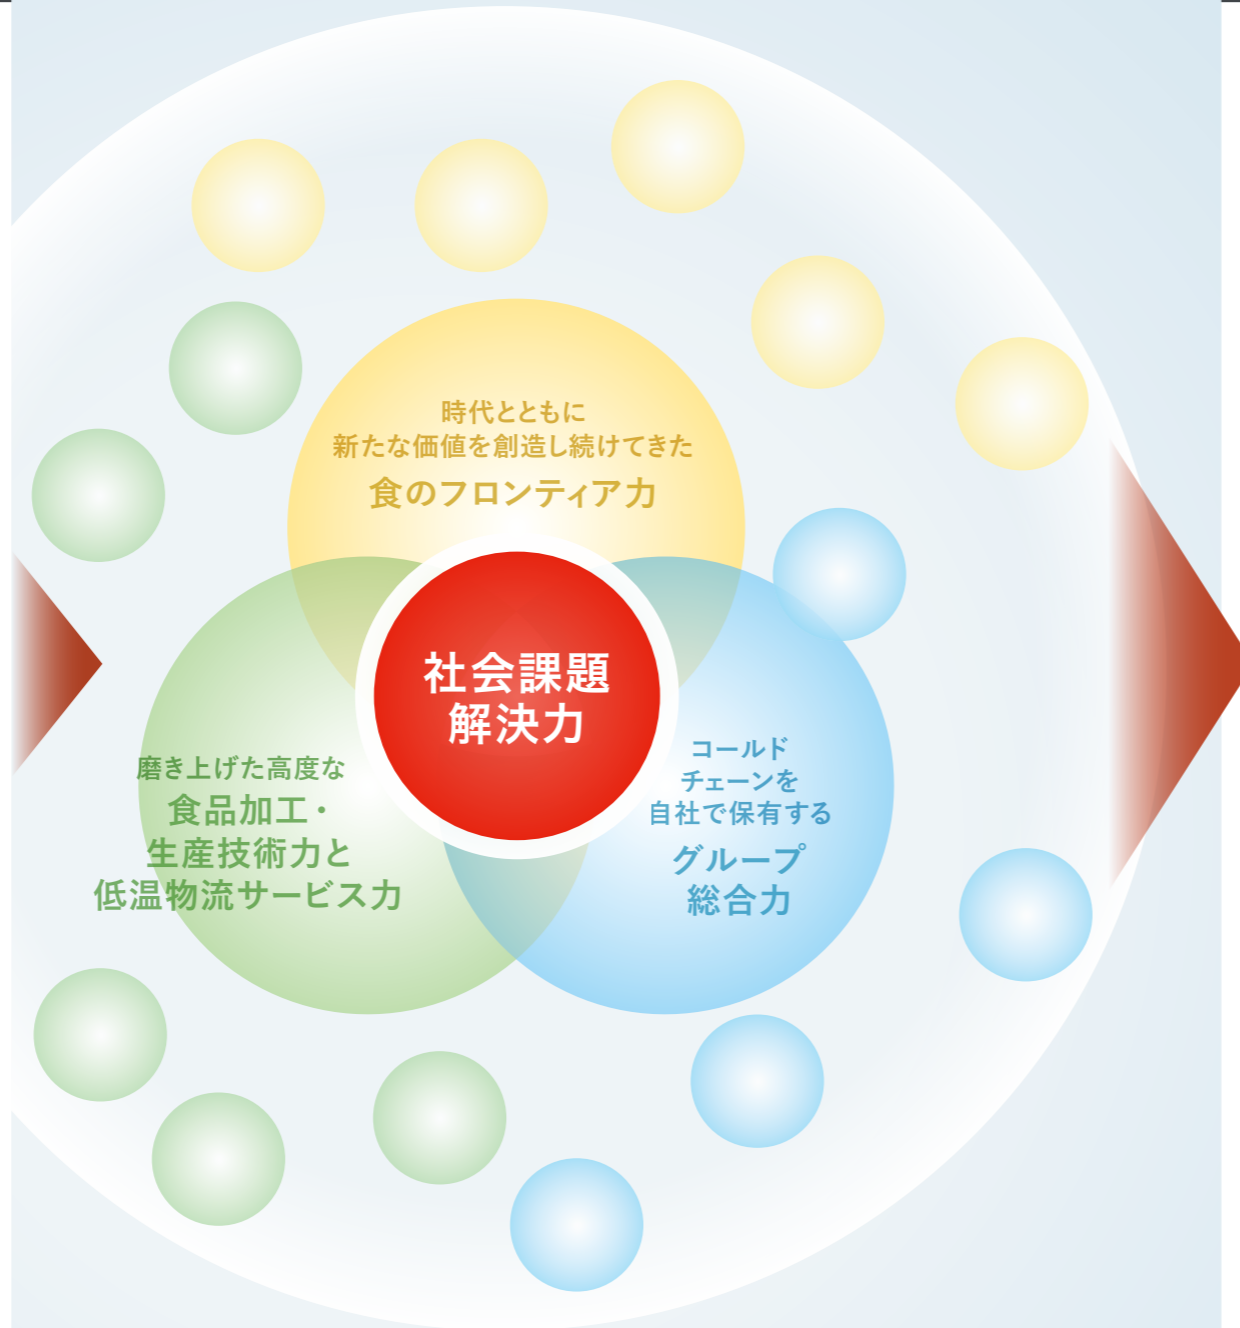 時代とともに
新たな価値を創造し続けてきた
食のフロンティア力
社会課題
解決力
磨き上げた高度な
食品加工・
生産技術力と
低温物流サービス力
コールド
チェーンを
自社で保有する
グループ
総合力